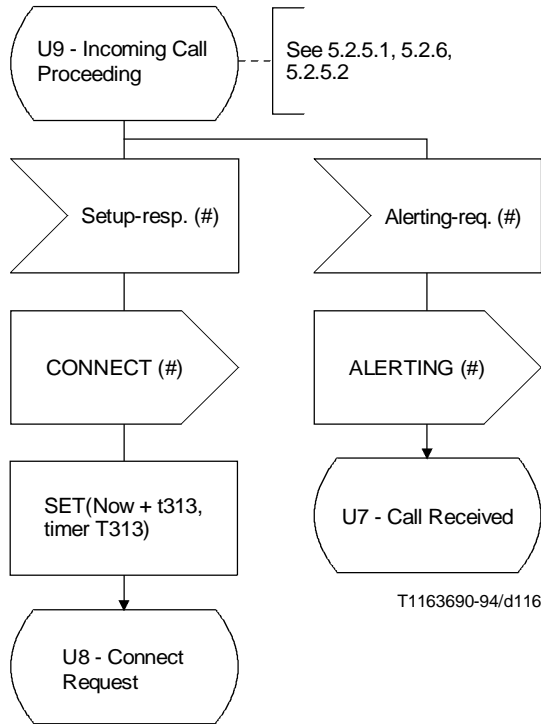 U9 - Incoming Call
Proceeding
See 5.2.5.1, 5.2.6,
5.2.5.2
Setup-resp. (#)
Alerting-req. (#)
CONNECT (#)
ALERTING (#)
SET(Now + t313,
timer T313)
U7 - Call Received
T1163690-94/d116
U8 - Connect
Request